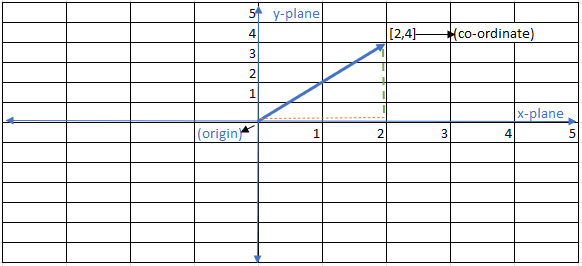 5 y-plane
4 [2,4] (co-ordinate)
3
2
1
x-plane
(origin) 1 2 3 4 5